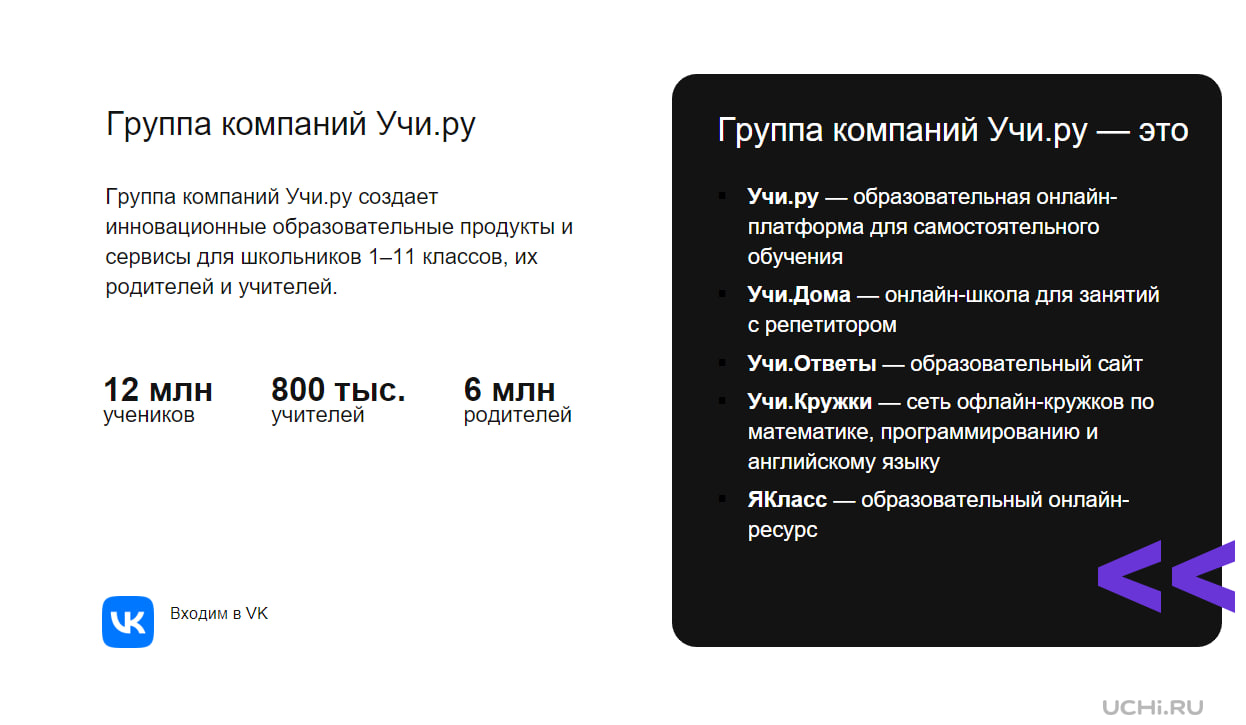 Группа компаний Учи.ру
Группа компаний Учи.ру создает
инновационные образовательные продукты и
сервисы для школьников 1–11 классов, их
родителей и учителей.
12 млн
учеников
800 тыс.
учителей
6 млн
родителей
Входим в VK
Группа компаний Учи.ру — это
Учи.ру — образовательная онлайн-
платформа для самостоятельного
обучения
Учи.Дома — онлайн-школа для занятий
с репетитором
Учи.Ответы — образовательный сайт
Учи.Кружки — сеть офлайн-кружков по
математике, программированию и
английскому языку
ЯКласс — образовательный онлайн-
ресурс
<<
UCHi.RU